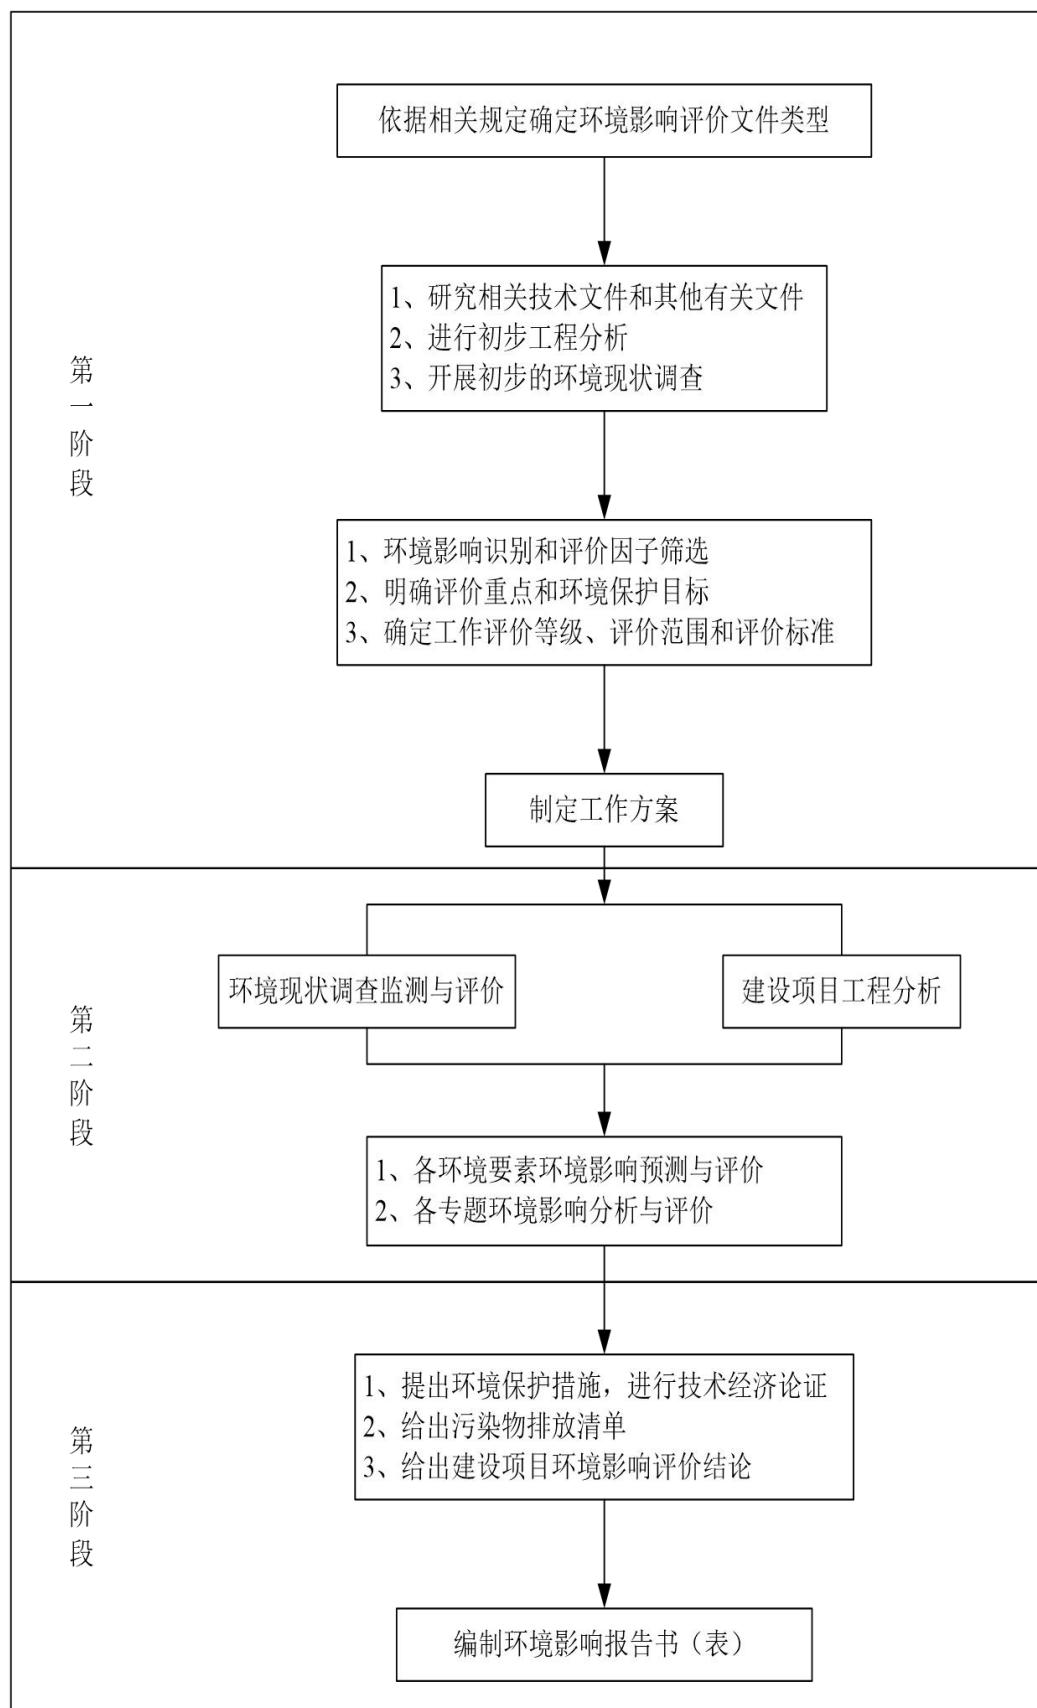 依据相关规定确定环境影响评价文件类型
1、研究相关技术文件和其他有关文件
2、进行初步工程分析
3、开展初步的环境现状调查
第一阶段
1、环境影响识别和评价因子筛选
2、明确评价重点和环境保护目标
3、确定工作评价等级、评价范围和评价标准
制定工作方案
环境现状调查监测与评价
建设项目工程分析
第二阶段
1、各环境要素环境影响预测与评价
2、各专题环境影响分析与评价
1、提出环境保护措施，进行技术经济论证
2、给出污染物排放清单
3、给出建设项目环境影响评价结论
第三阶段
编制环境影响报告书（表）